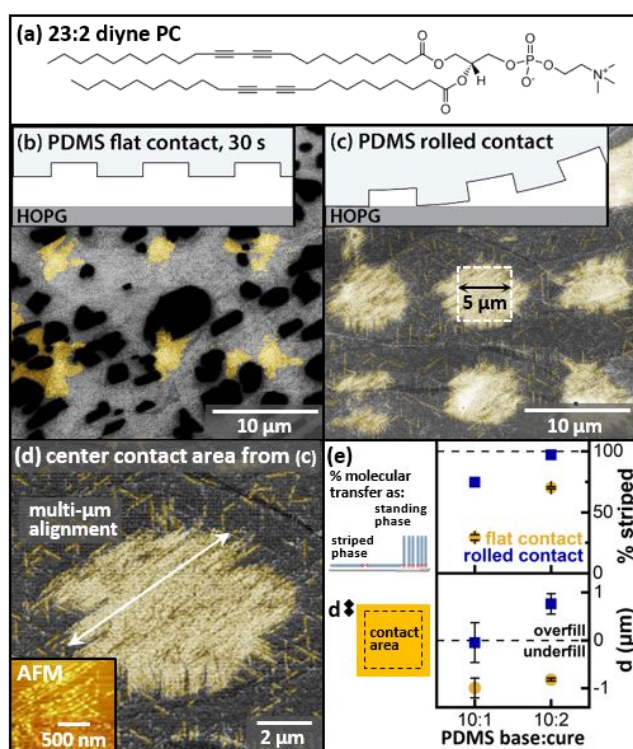 (a) 23:2 diyne PC
O
O
O
P
O
O-
O
N+
O
H
O
(b) PDMS flat contact, 30 s
HOPG
10 µm
(c) PDMS rolled contact
HOPG
5 µm
10 µm
(d) center contact area from (c)
multi-µm
alignment
AFM
500 nm
2 µm
(e)
% molecular
transfer as:
standing
phase
striped
phase
100
75
50
25
0
% striped
flat contact
rolled contact
d
contact
area
1
0
-1
d (µm)
overfill
underfill
10:1
10:2
PDMS base:cure